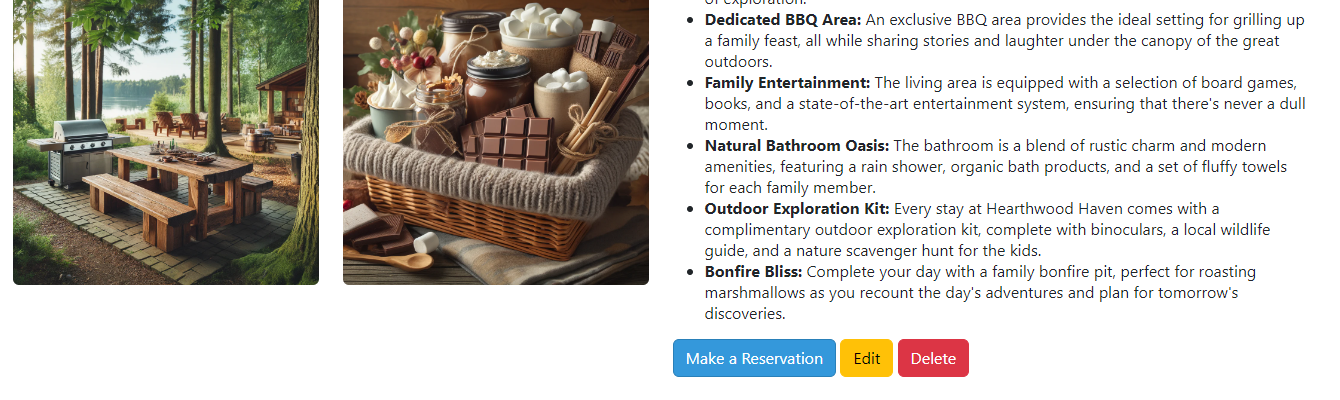 of exploration.
Dedicated BBQ Area: An exclusive BBQ area provides the ideal setting for grilling up
a family feast, all while sharing stories and laughter under the canopy of the great
outdoors.
Family Entertainment: The living area is equipped with a selection of board games,
books, and a state-of-the-art entertainment system, ensuring that there's never a dull
moment.
Natural Bathroom Oasis: The bathroom is a blend of rustic charm and modern
amenities, featuring a rain shower, organic bath products, and a set of fluffy towels
for each family member.
Outdoor Exploration Kit: Every stay at Hearthwood Haven comes with a
complimentary outdoor exploration kit, complete with binoculars, a local wildlife
guide, and a nature scavenger hunt for the kids.
Bonfire Bliss: Complete your day with a family bonfire pit, perfect for roasting
marshmallows as you recount the day's adventures and plan for tomorrow's
discoveries.
Make a Reservation Edit Delete